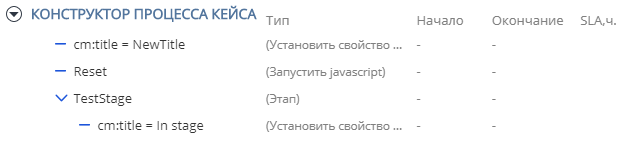 КОНСТРУКТОР ПРОЦЕССА КЕЙСА Тип Начало Окончание SLA,ч.
cm:title = NewTitle (Установить свойство ... - -
Reset (Запустить javascript) - -
TestStage (Этап) - -
cm:title = In stage (Установить свойство ... - -